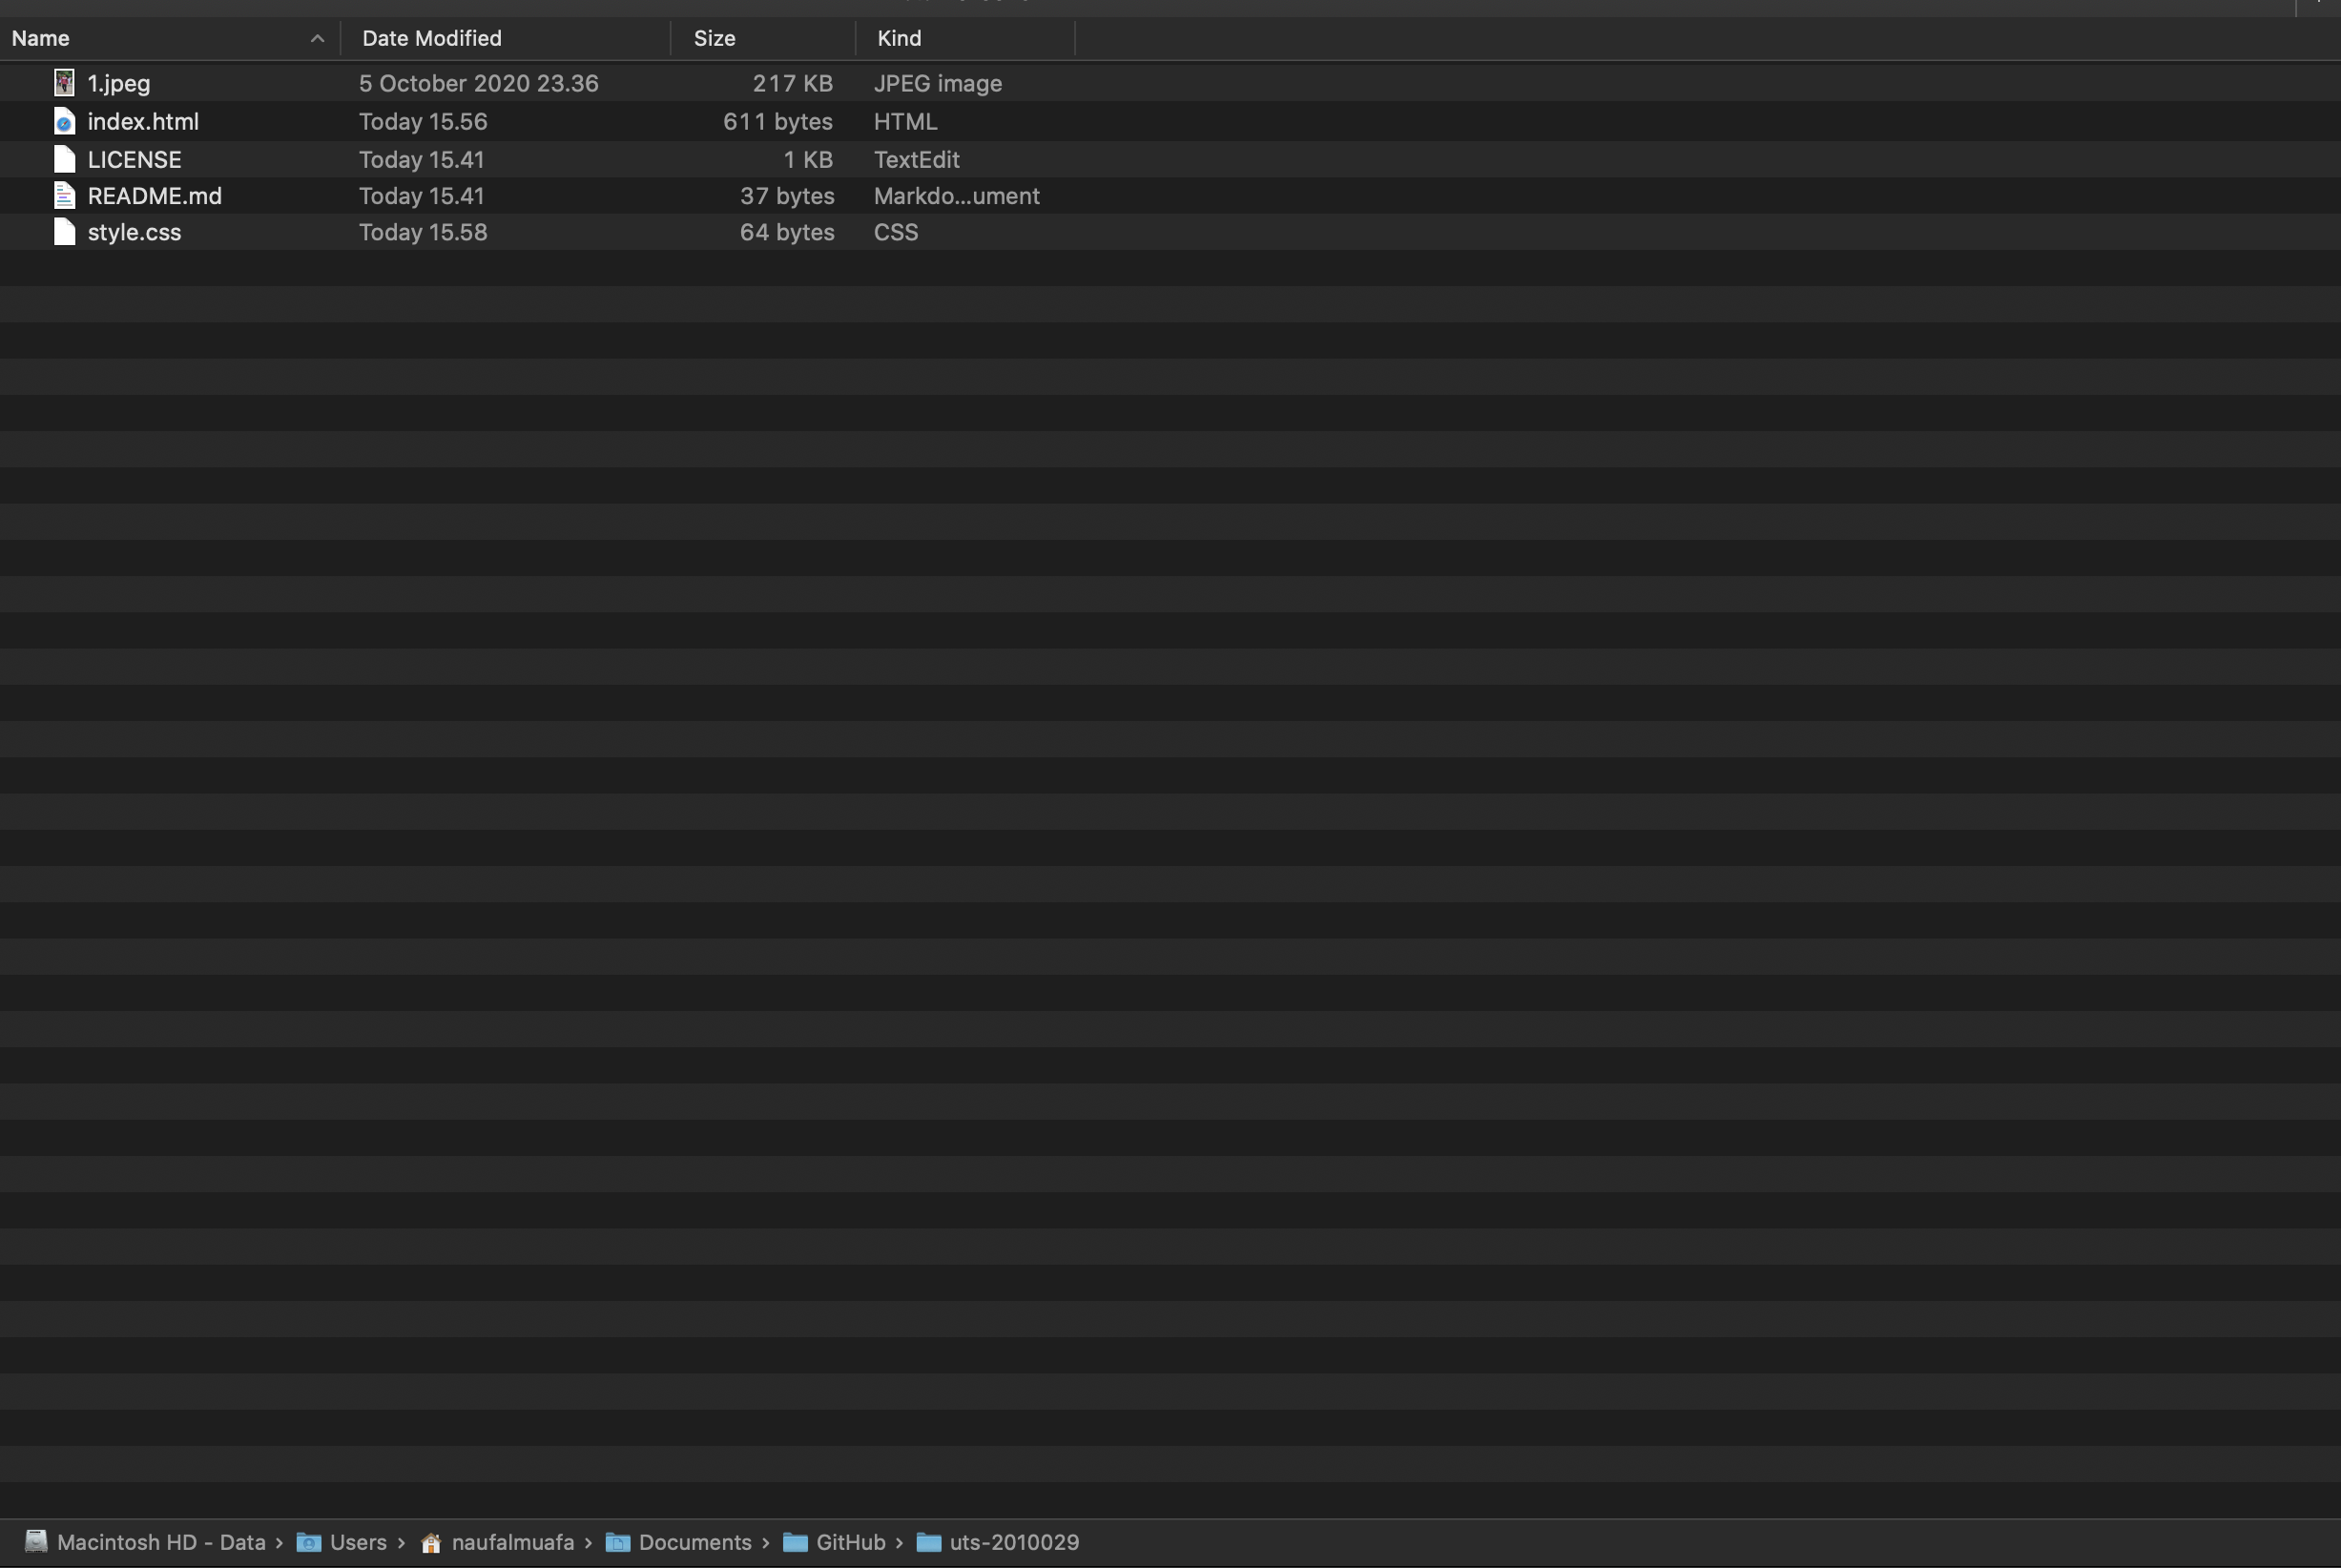 Name Date Modified Size Kind
1.jpeg 5 October 2020 23.36 217 KB JPEG image
index.html Today 15.56 611 bytes HTML
LICENSE Today 15.41 1 KB TextEdit
README.md Today 15.41 37 bytes Markdo...ument
style.css Today 15.58 64 bytes CSS
Macintosh HD - Data › Users › naufalmuafa › Documents › GitHub › uts-2010029